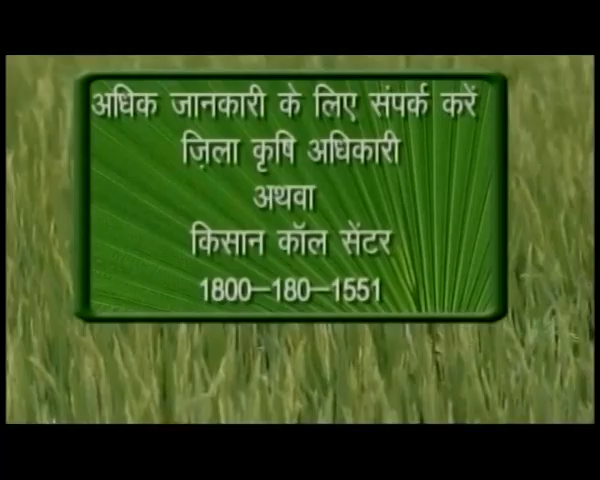 अधिक जानकारी के लिए संपर्क करें
ज़िला कृषि अधिकारी
अथवा
किसान कॉल सेंटर
1800–180–1551